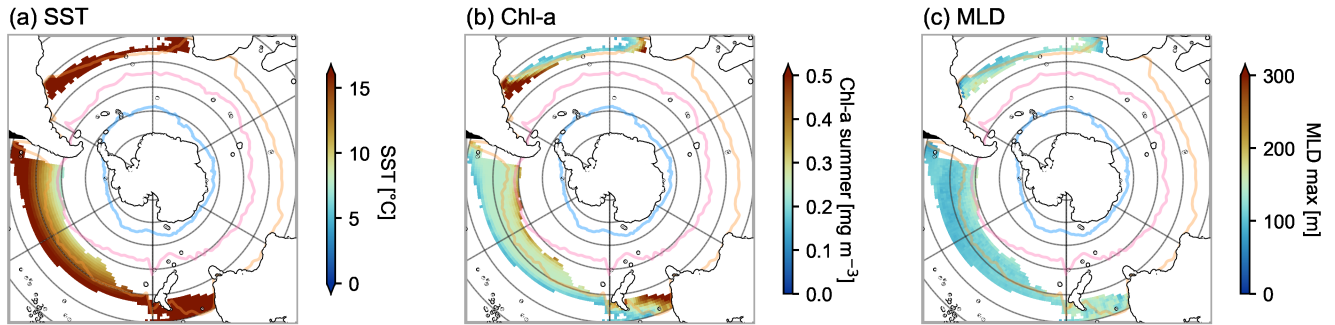 (a) SST
(b) Chl-a
(c) MLD
15
10
5
0
SST [°C]
0.5
0.4
0.3
0.2
0.1
0.0
Chl-a summer [mg m⁻³]
300
200
100
0
MLD max [m]